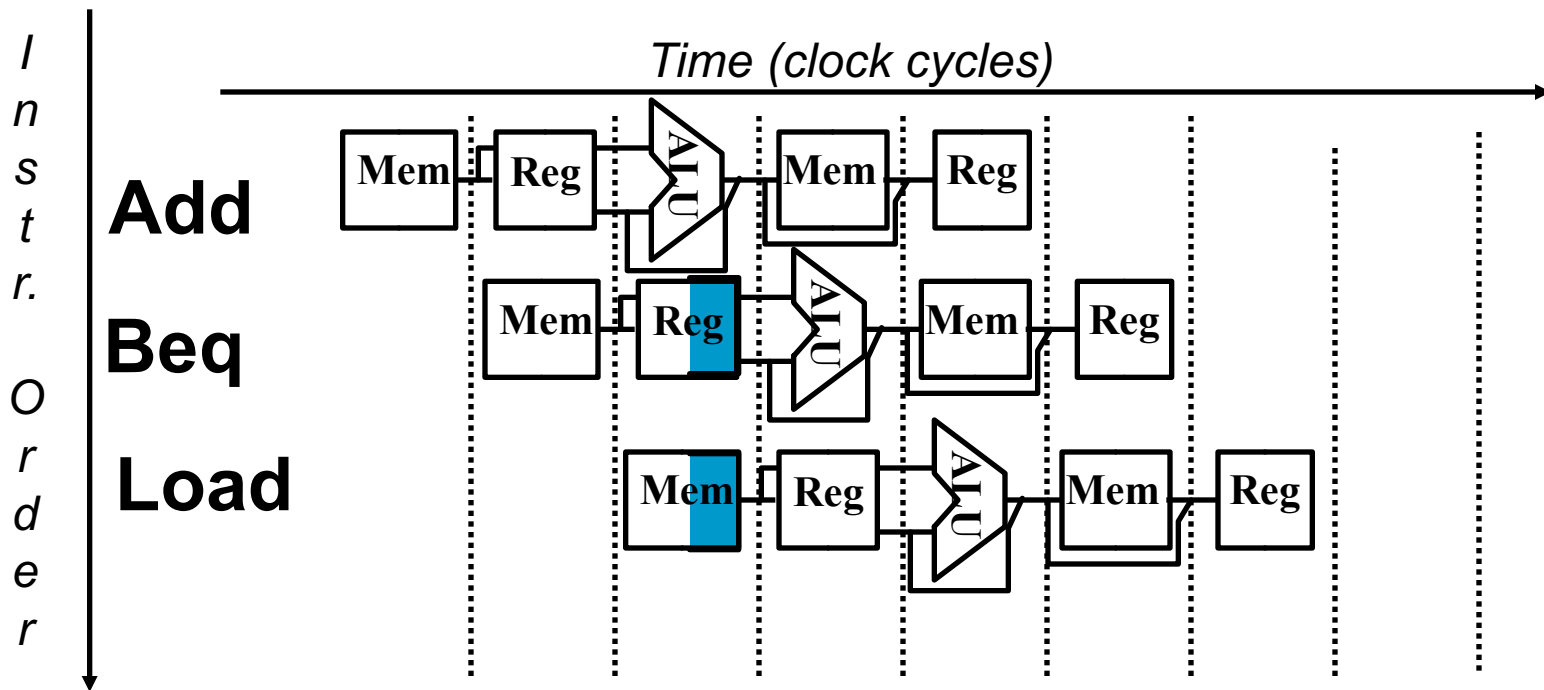 Time (clock cycles)
Instr. Order
Add
Mem Reg ALU Mem Reg
Beq
Mem Reg ALU Mem Reg
Load
Mem Reg ALU Mem Reg